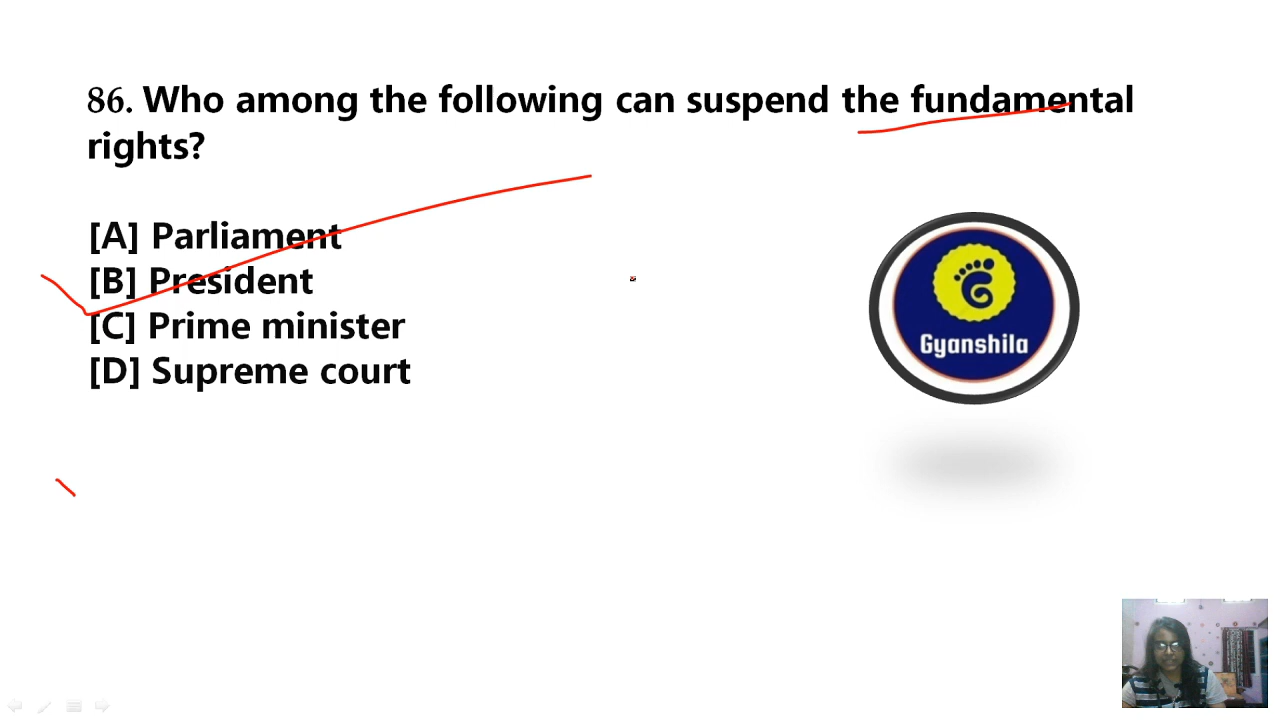 86. Who among the following can suspend the fundamental
rights?
[A] Parliament
[B] President
[C] Prime minister
[D] Supreme court
Gyanshila